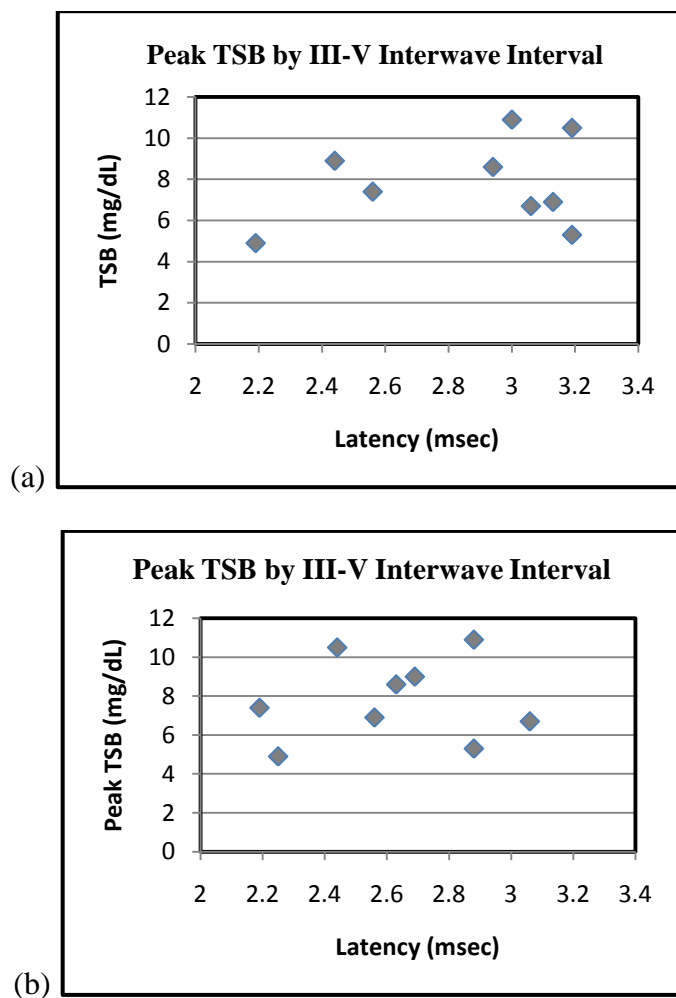 Peak TSB by III-V Interwave Interval
12
10
8
6
4
2
0
TSB (mg/dL)
2 2.2 2.4 2.6 2.8 3 3.2 3.4
Latency (msec)
(a)
Peak TSB by III-V Interwave Interval
12
10
8
6
4
2
0
Peak TSB (mg/dL)
2 2.2 2.4 2.6 2.8 3 3.2 3.4
Latency (msec)
(b)